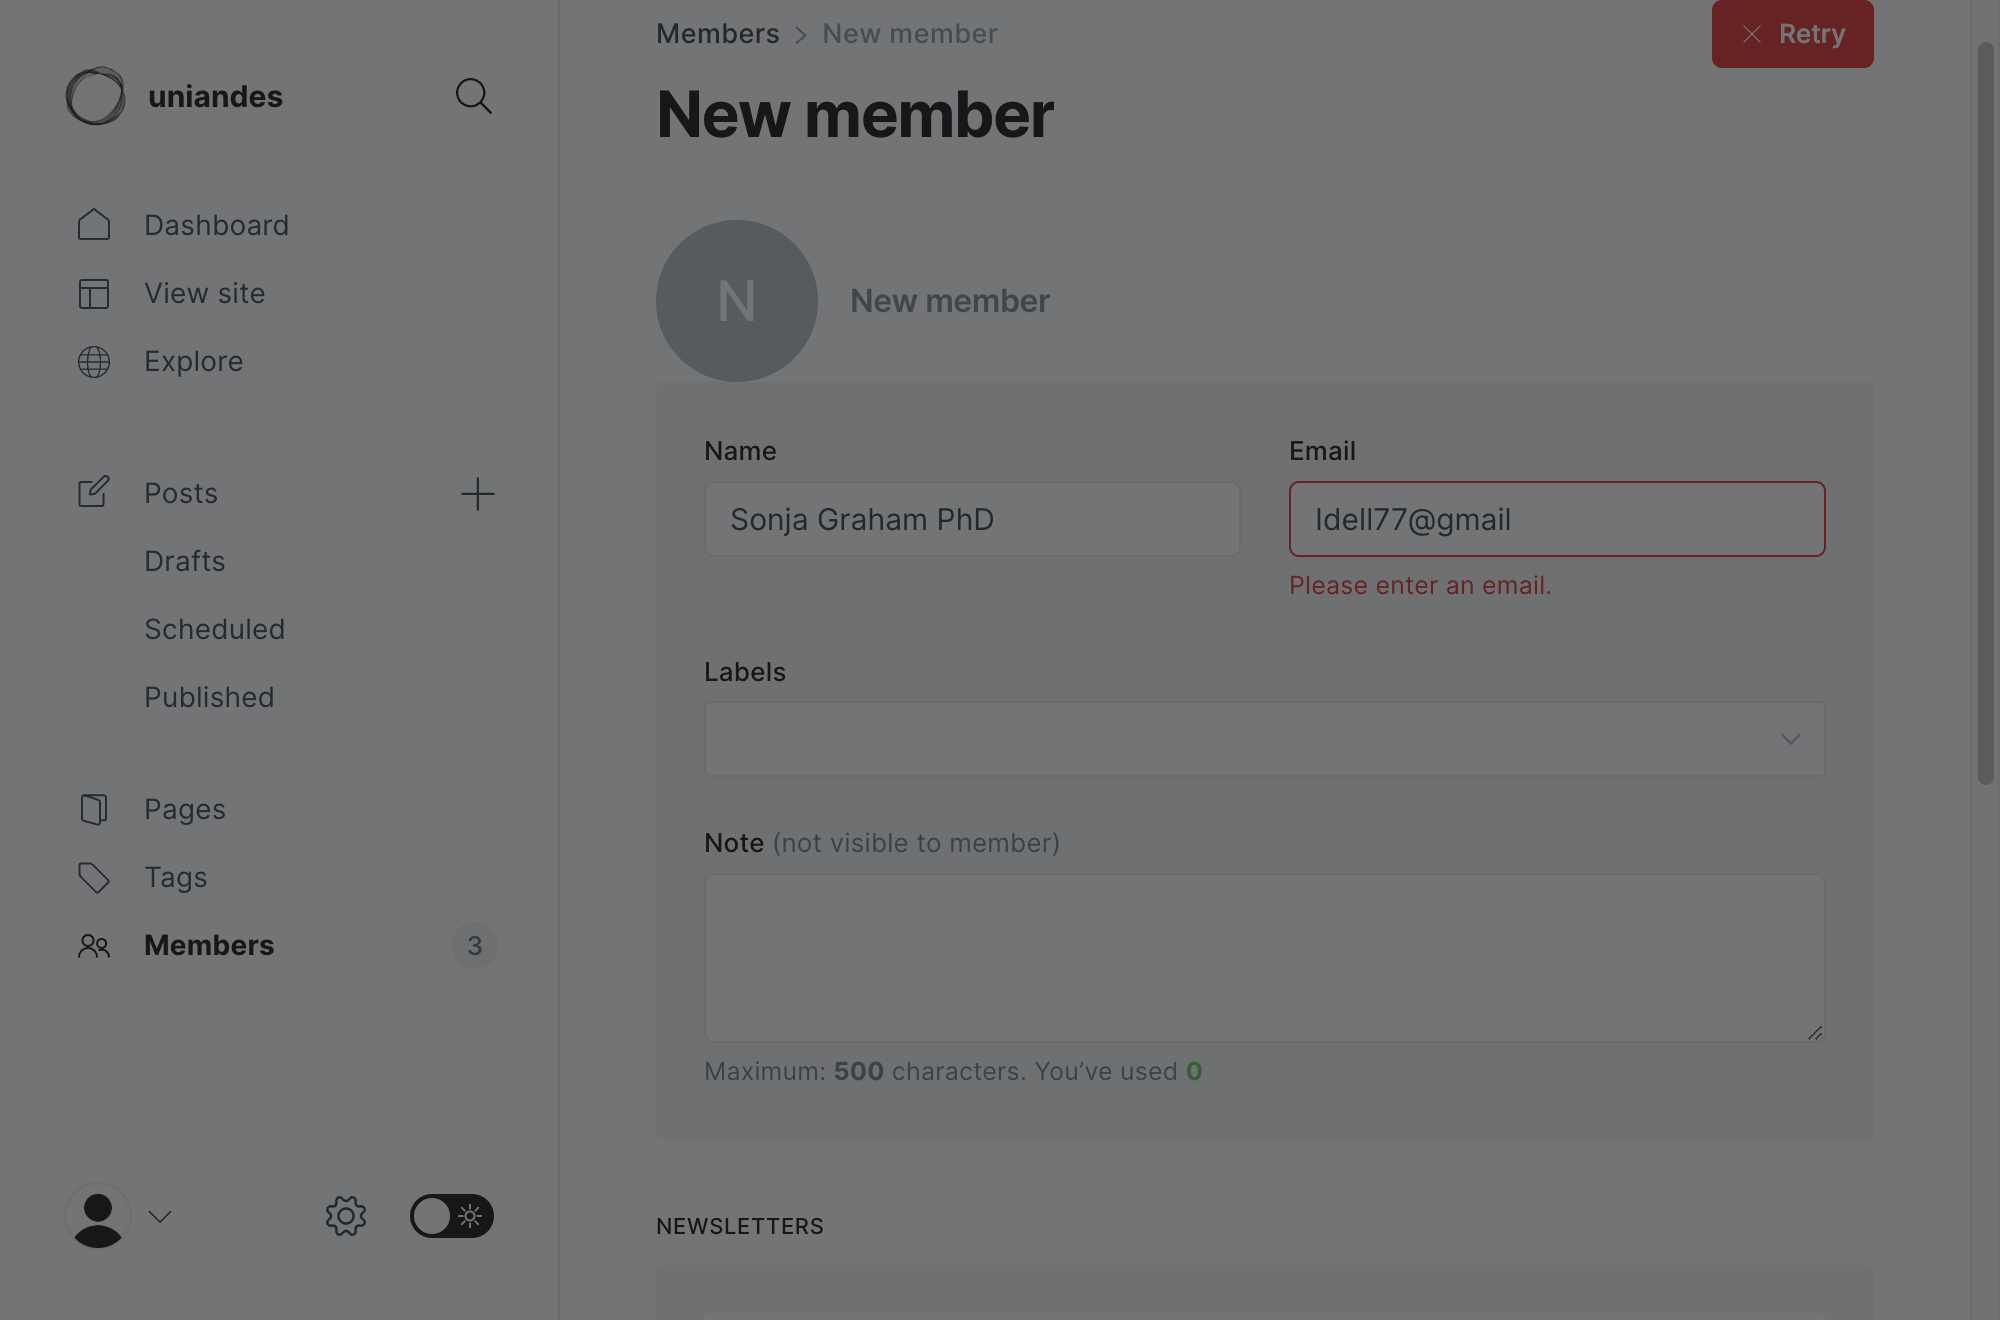 uniandes
Dashboard
View site
Explore
Posts
Drafts
Scheduled
Published
Pages
Tags
Members 3
Members > New member
Retry
New member
N
New member
Name
Sonja Graham PhD
Email
Idell77@gmail
Please enter an email.
Labels
Note (not visible to member)
Maximum: 500 characters. You’ve used 0
NEWSLETTERS